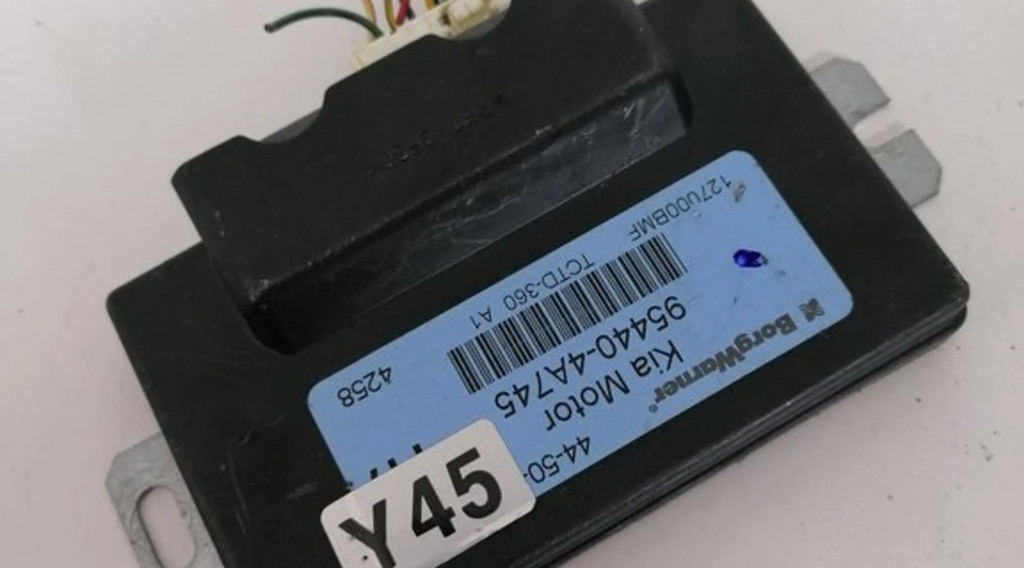 BorgWarner®
Kia Motor
44-50-
95440-4A745
TCTD-360 A1
127U00BMF
4258
Y45